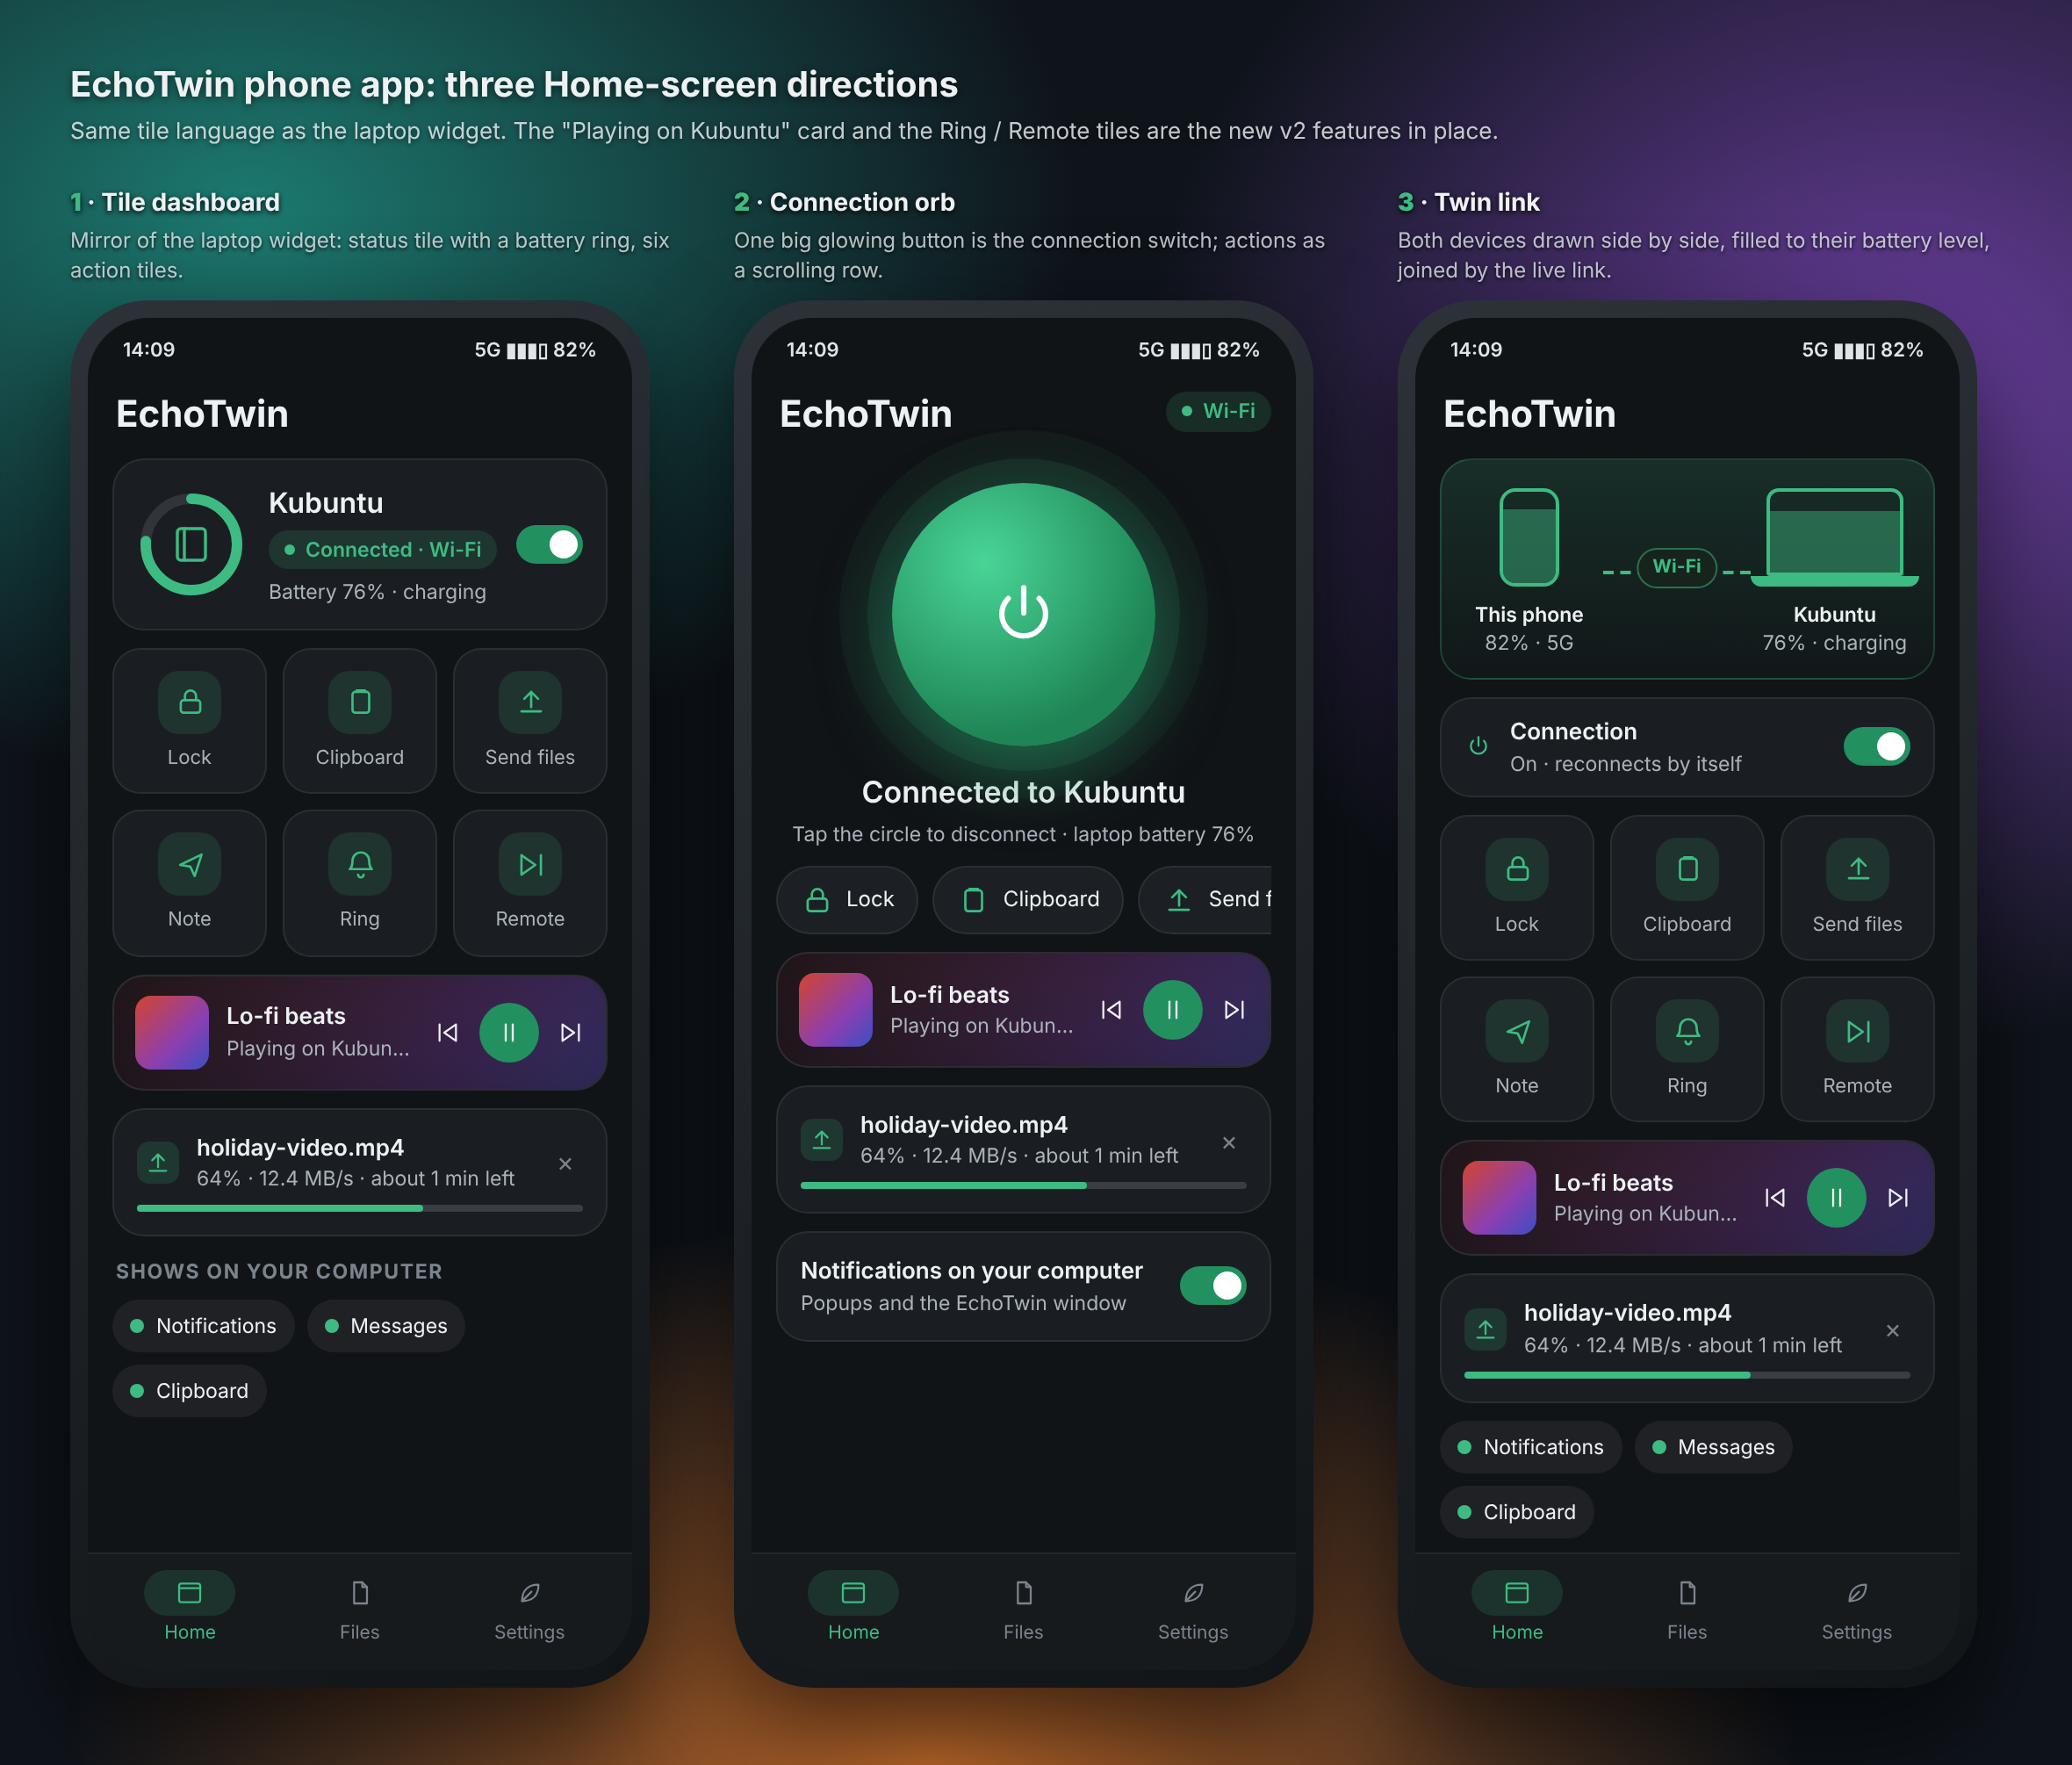 EchoTwin phone app: three Home-screen directions
Same tile language as the laptop widget. The "Playing on Kubuntu" card and the Ring / Remote tiles are the new v2 features in place.
1 · Tile dashboard
Mirror of the laptop widget: status tile with a battery ring, six
action tiles.
14:09
5G 82%
EchoTwin
Kubuntu
Connected · Wi-Fi
Battery 76% · charging
Lock
Clipboard
Send files
Note
Ring
Remote
Lo-fi beats
Playing on Kubun...
holiday-video.mp4
64% · 12.4 MB/s · about 1 min left
×
SHOWS ON YOUR COMPUTER
Notifications
Messages
Clipboard
Home
Files
Settings
2 · Connection orb
One big glowing button is the connection switch; actions as
a scrolling row.
14:09
5G 82%
EchoTwin
Wi-Fi
Connected to Kubuntu
Tap the circle to disconnect · laptop battery 76%
Lock
Clipboard
Send f
Lo-fi beats
Playing on Kubun...
holiday-video.mp4
64% · 12.4 MB/s · about 1 min left
×
Notifications on your computer
Popups and the EchoTwin window
Home
Files
Settings
3 · Twin link
Both devices drawn side by side, filled to their battery level,
joined by the live link.
14:09
5G 82%
EchoTwin
Wi-Fi
This phone
82% · 5G
Kubuntu
76% · charging
Connection
On · reconnects by itself
Lock
Clipboard
Send files
Note
Ring
Remote
Lo-fi beats
Playing on Kubun...
holiday-video.mp4
64% · 12.4 MB/s · about 1 min left
×
Notifications
Messages
Clipboard
Home
Files
Settings